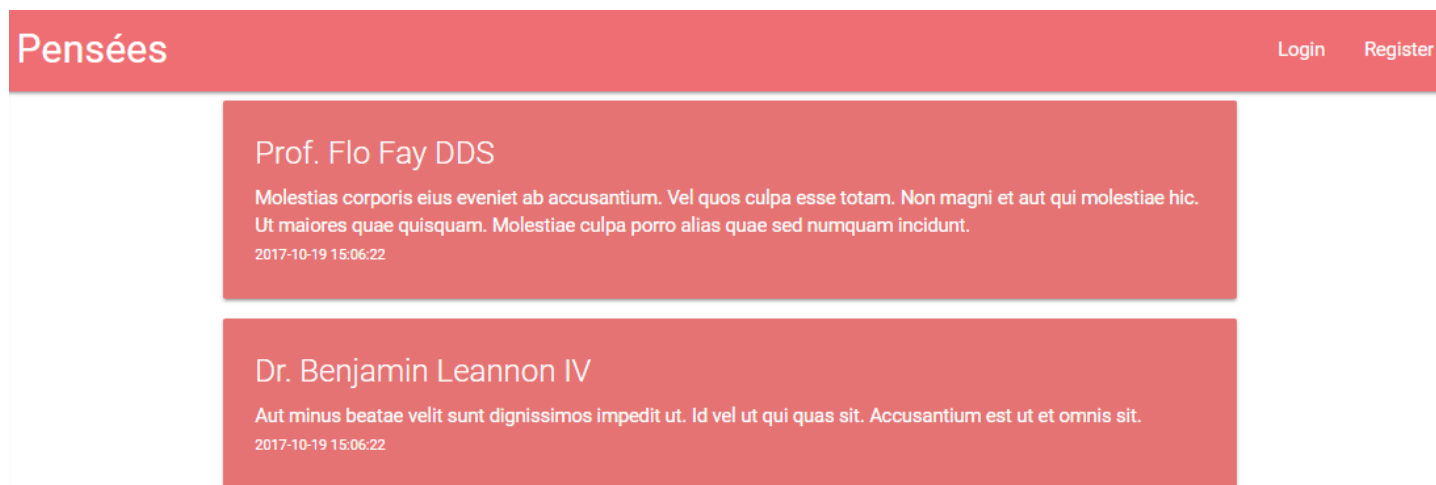 Pensées
Login
Register
Prof. Flo Fay DDS
Molestias corporis eius eveniet ab accusantium. Vel quos culpa esse totam. Non magni et aut qui molestiae hic.
Ut maiores quae quisquam. Molestiae culpa porro alias quae sed numquam incidunt.
2017-10-19 15:06:22
Dr. Benjamin Leannon IV
Aut minus beatae velit sunt dignissimos impedit ut. Id vel ut qui quas sit. Accusantium est ut et omnis sit.
2017-10-19 15:06:22